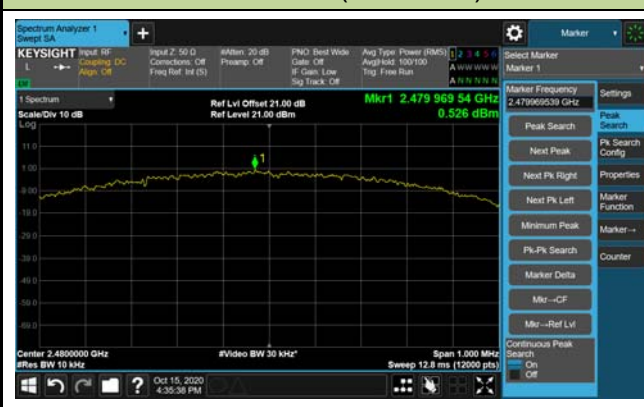 Spectrum Analyzer 1
Swept SA
Marker
KEYSIGHT
Input: RF
Coupling: DC
Align: Off
Input Z: 50 Ω
Corrections: Off
Freq Ref: Int (S)
#Atten: 20 dB
Preamp: Off
PNO: Best Wide
Gate: Off
IF Gain: Low
Sig Track: Off
Avg Type: Power (RMS)
Avg|Hold: 100/100
Trig: Free Run
1 2 3 4 5 6
A W W W W W
A N N N N N
Select Marker
Marker 1
1 Spectrum
Scale/Div 10 dB
Log
Ref Lvl Offset 21.00 dB
Ref Level 21.00 dBm
Mkr1 2.479 969 54 GHz
0.526 dBm
Marker Frequency
2.479969539 GHz
Settings
Peak Search
Peak
Search
Next Peak
Pk Search
Config
Next Pk Right
Properties
Next Pk Left
Marker
Function
Minimum Peak
Marker→
Pk-Pk Search
Counter
Marker Delta
Mkr→CF
Mkr→Ref Lvl
Continuous Peak
Search
On
Off
11.0
1.00
-9.00
-19.0
-29.0
-39.0
-49.0
-59.0
-69.0
1
Center 2.4800000 GHz
#Res BW 10 kHz
#Video BW 30 kHz*
Span 1.000 MHz
Sweep 12.8 ms (12000 pts)
?
Oct 15, 2020
4:35:38 PM